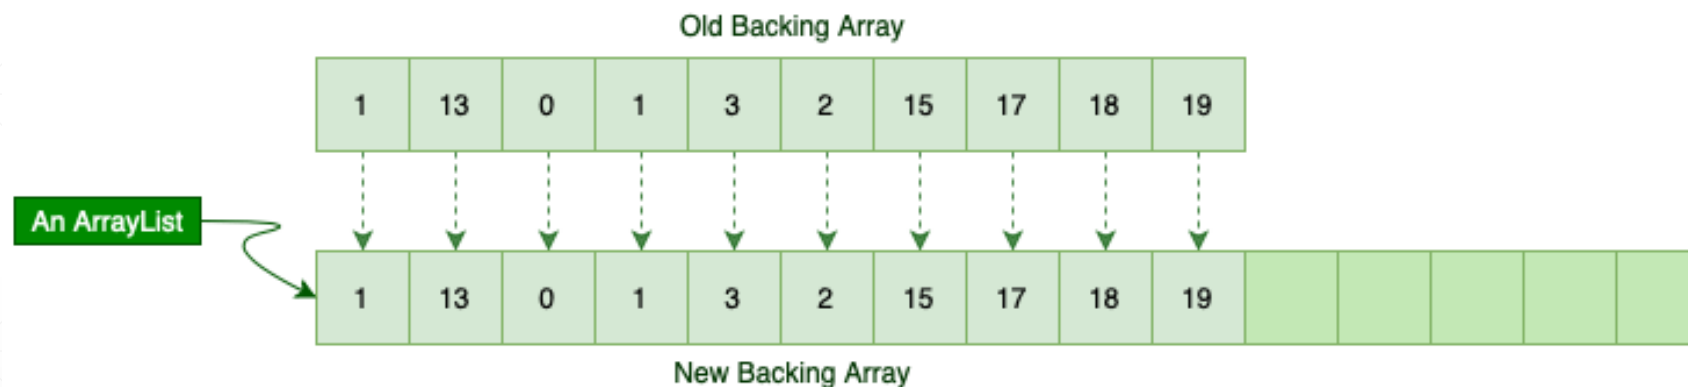 Old Backing Array
1 13 0 1 3 2 15 17 18 19
An ArrayList
1 13 0 1 3 2 15 17 18 19
New Backing Array